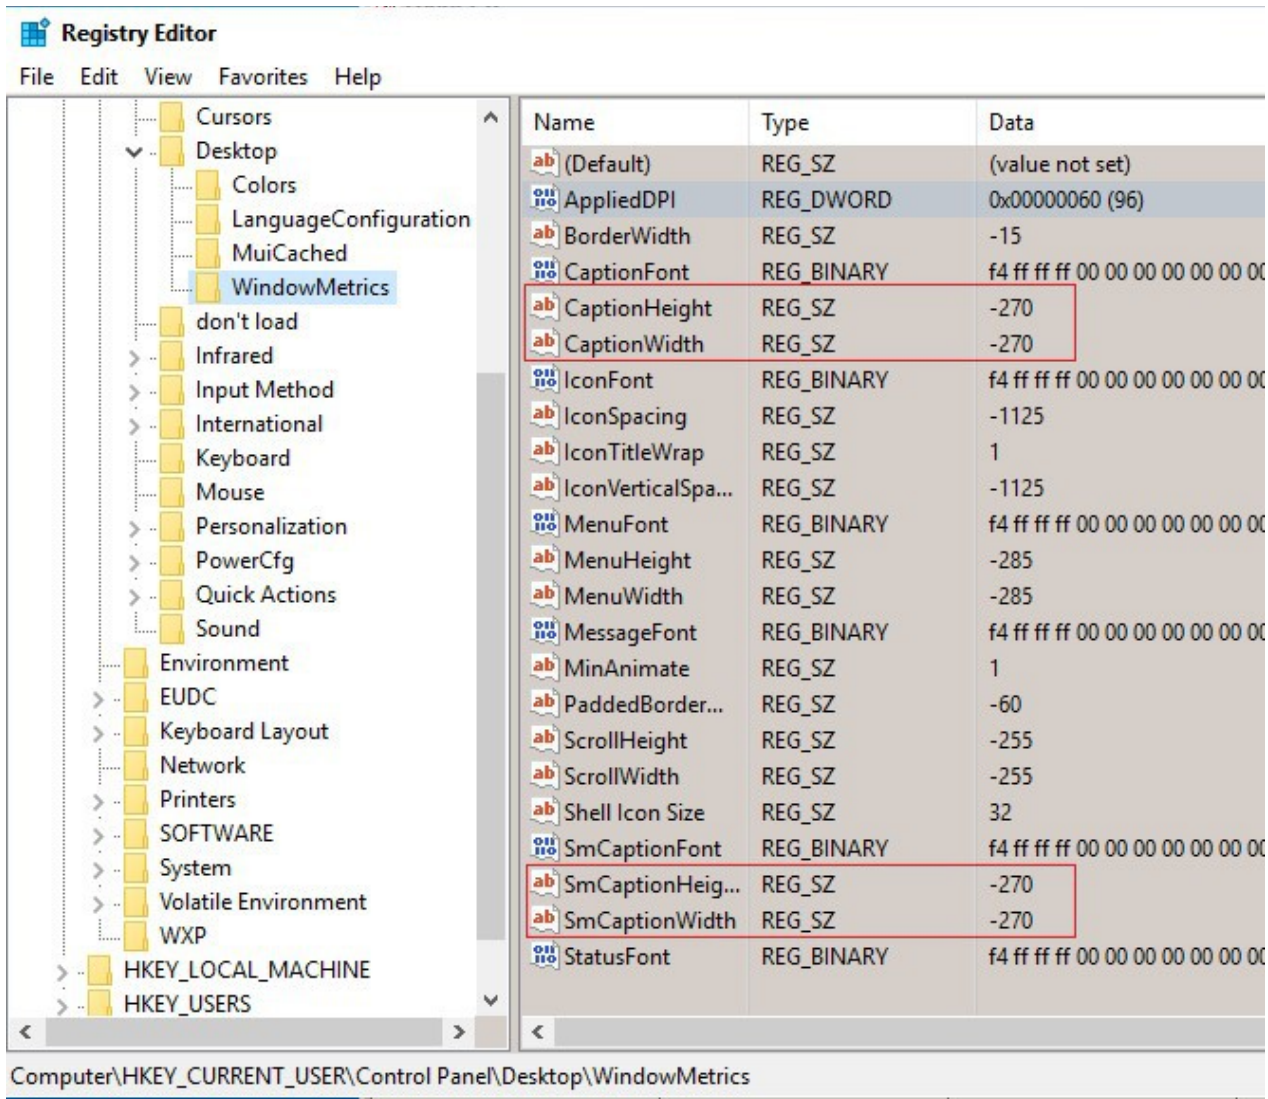 Registry Editor
File Edit View Favorites Help
Cursors
Desktop
Colors
LanguageConfiguration
MuiCached
WindowMetrics
don't load
Infrared
Input Method
International
Keyboard
Mouse
Personalization
PowerCfg
Quick Actions
Sound
Environment
EUDC
Keyboard Layout
Network
Printers
SOFTWARE
System
Volatile Environment
WXP
HKEY_LOCAL_MACHINE
HKEY_USERS
Name Type Data
(Default) REG_SZ (value not set)
AppliedDPI REG_DWORD 0x00000060 (96)
BorderWidth REG_SZ -15
CaptionFont REG_BINARY f4 ff ff ff 00 00 00 00 00 00
CaptionHeight REG_SZ -270
CaptionWidth REG_SZ -270
IconFont REG_BINARY f4 ff ff ff 00 00 00 00 00 00
IconSpacing REG_SZ -1125
IconTitleWrap REG_SZ 1
IconVerticalSpa... REG_SZ -1125
MenuFont REG_BINARY f4 ff ff ff 00 00 00 00 00 00
MenuHeight REG_SZ -285
MenuWidth REG_SZ -285
MessageFont REG_BINARY f4 ff ff ff 00 00 00 00 00 00
MinAnimate REG_SZ 1
PaddedBorder... REG_SZ -60
ScrollHeight REG_SZ -255
ScrollWidth REG_SZ -255
Shell Icon Size REG_SZ 32
SmCaptionFont REG_BINARY f4 ff ff ff 00 00 00 00 00 00
SmCaptionHeig... REG_SZ -270
SmCaptionWidth REG_SZ -270
StatusFont REG_BINARY f4 ff ff ff 00 00 00 00 00 00
Computer\HKEY_CURRENT_USER\Control Panel\Desktop\WindowMetrics